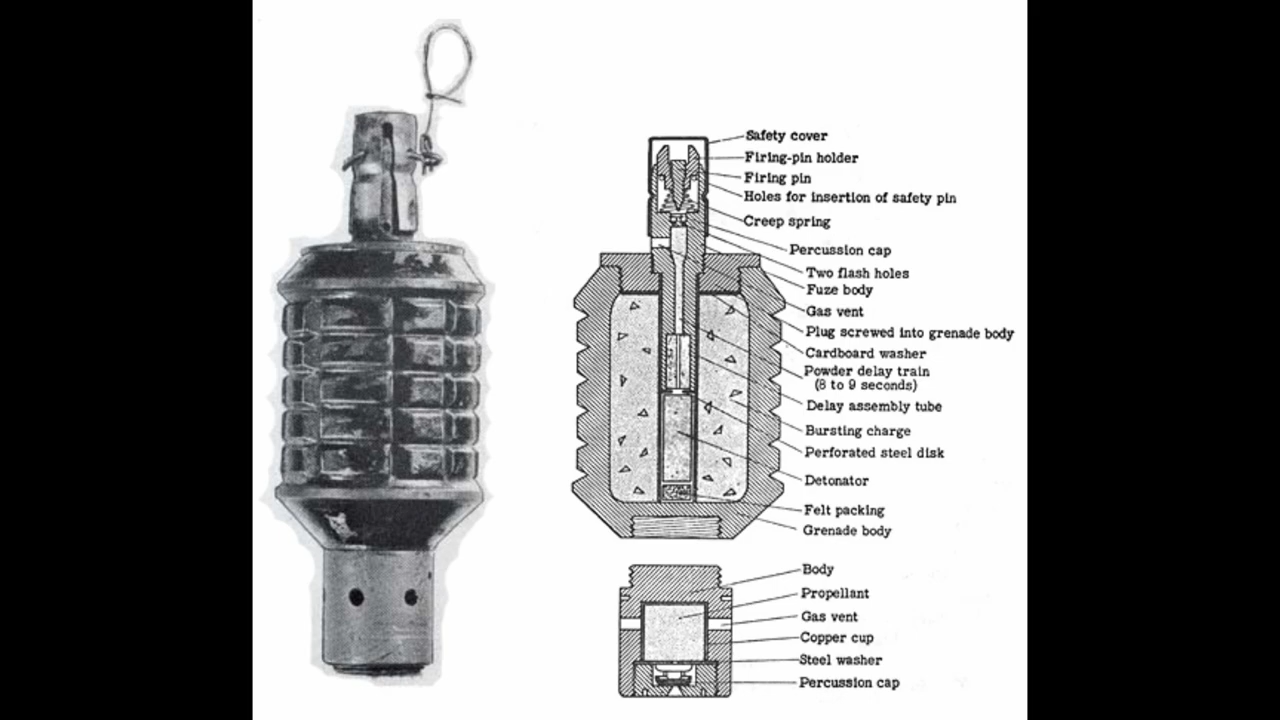 Safety cover
Firing-pin holder
Firing pin
Holes for insertion of safety pin
Creep spring
Percussion cap
Two flash holes
Fuze body
Gas vent
Plug screwed into grenade body
Cardboard washer
Powder delay train
(8 to 9 seconds)
Delay assembly tube
Bursting charge
Perforated steel disk
Detonator
Felt packing
Grenade body
Body
Propellant
Gas vent
Copper cup
Steel washer
Percussion cap